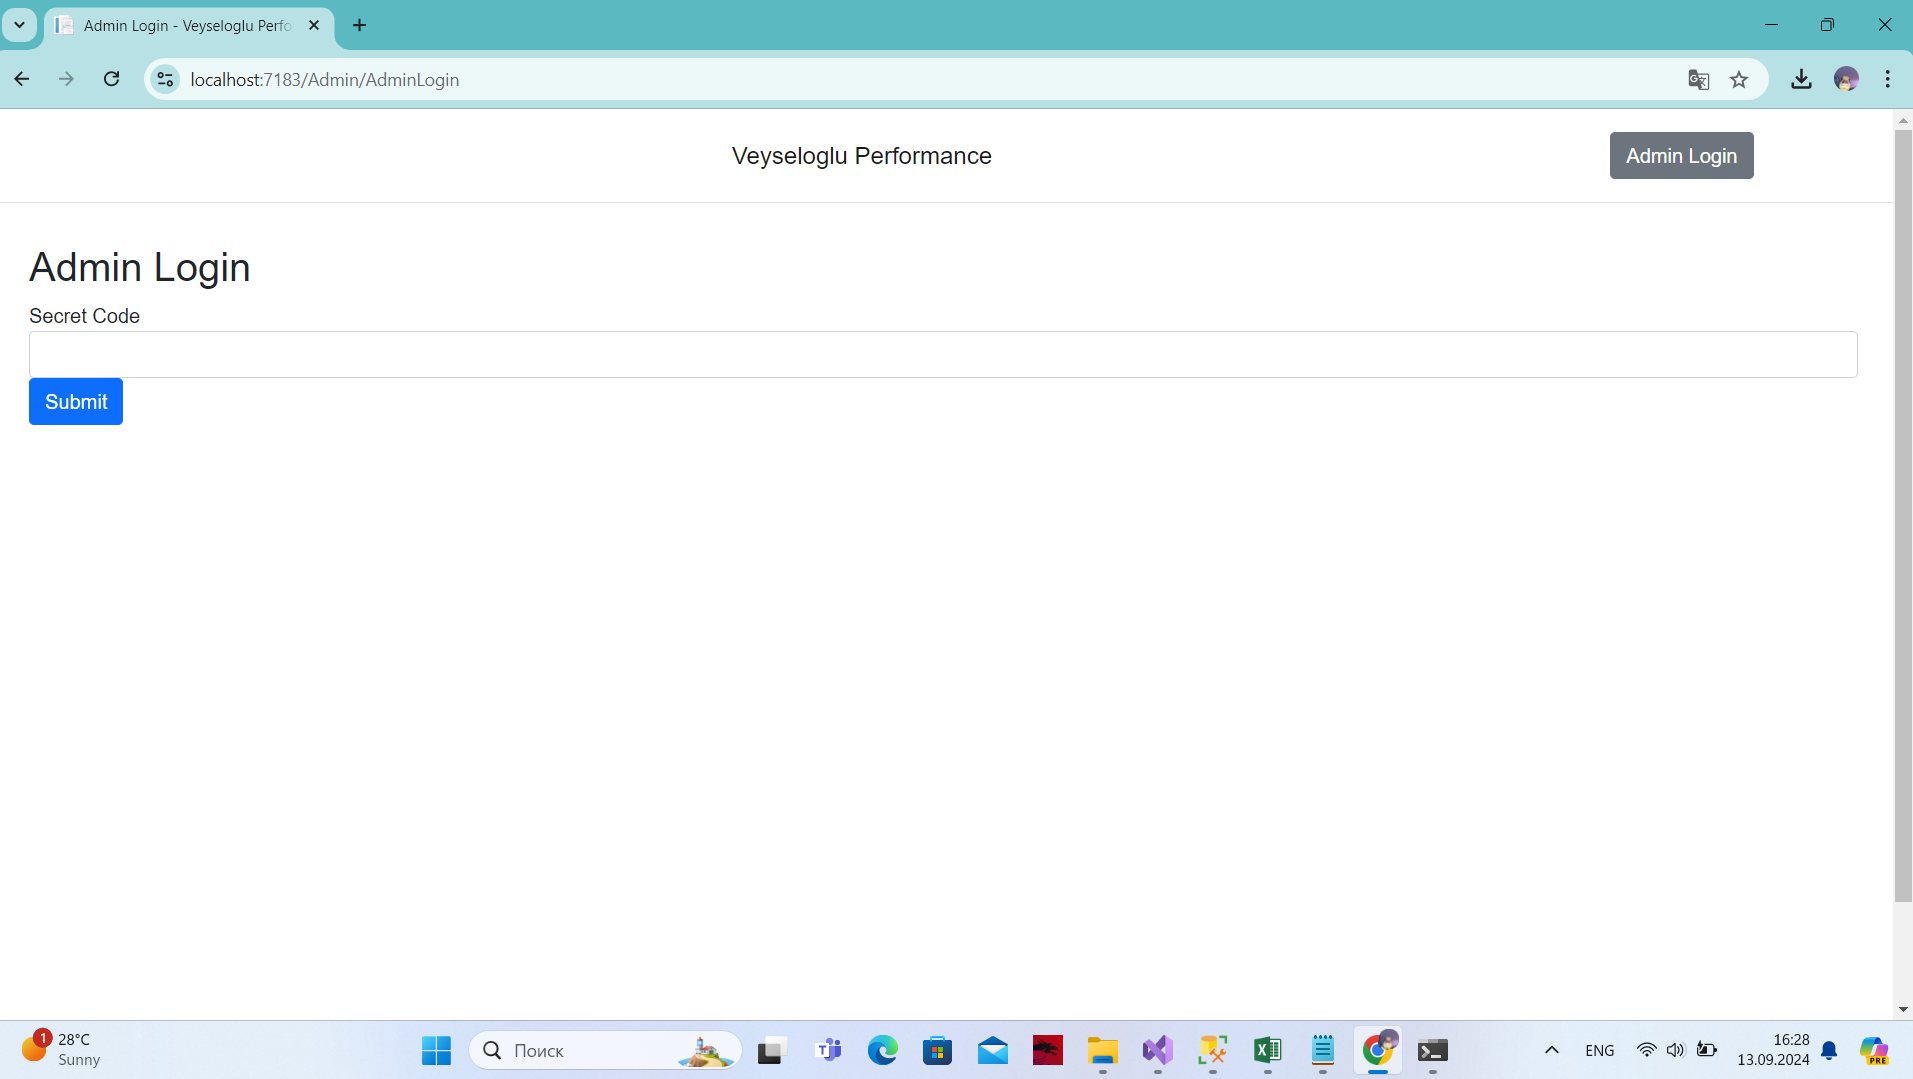 Admin Login - Veyseloglu Perfo
localhost:7183/Admin/AdminLogin
Veyseloglu Performance
Admin Login
Admin Login
Secret Code
Submit
1
28°C
Sunny
Поиск
ENG
16:28
13.09.2024
PRE